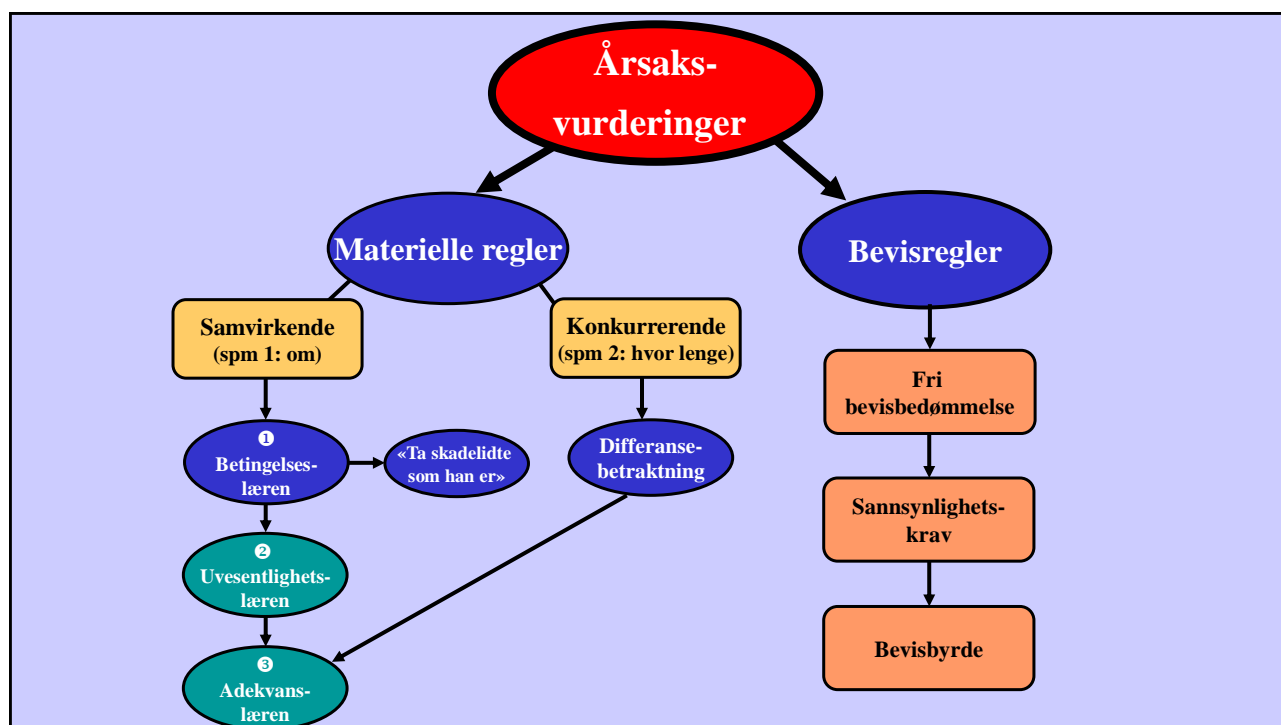 Årsaks-
vurderinger
Materielle regler
Bevisregler
Samvirkende
(spm 1: om)
Konkurrerende
(spm 2: hvor lenge)
Fri
bevisbedømmelse
❶
Betingelses-
læren
«Ta skadelidte
som han er»
Differanse-
betraktning
Sannsynlighets-
krav
❷
Uvesentlighets-
læren
Bevisbyrde
❸
Adekvans-
læren